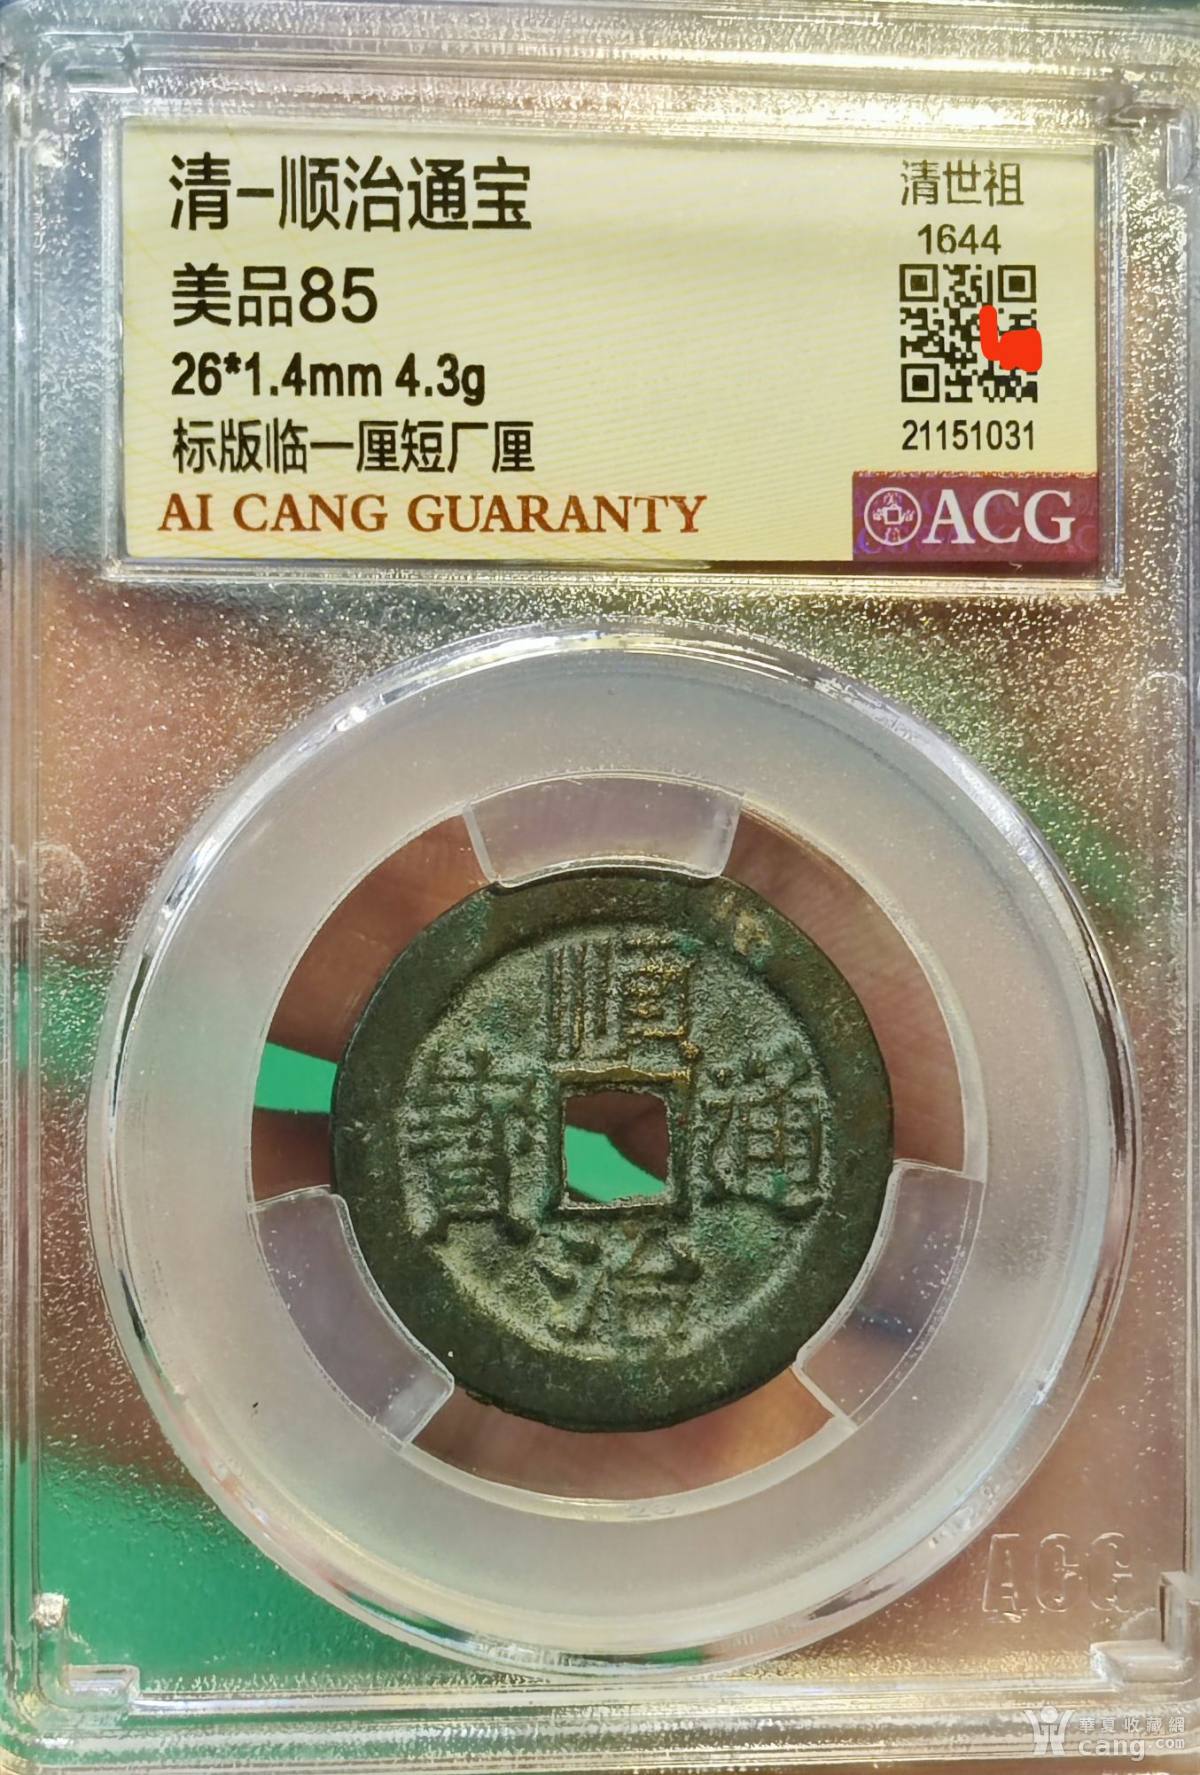 清-顺治通宝
美品85
26*1.4mm 4.3g
标版临一厘短厂厘
AI CANG GUARANTY
清世祖
1644
21151031
ACG
順
治
通
寶
ACG
華夏收藏網
cang.com